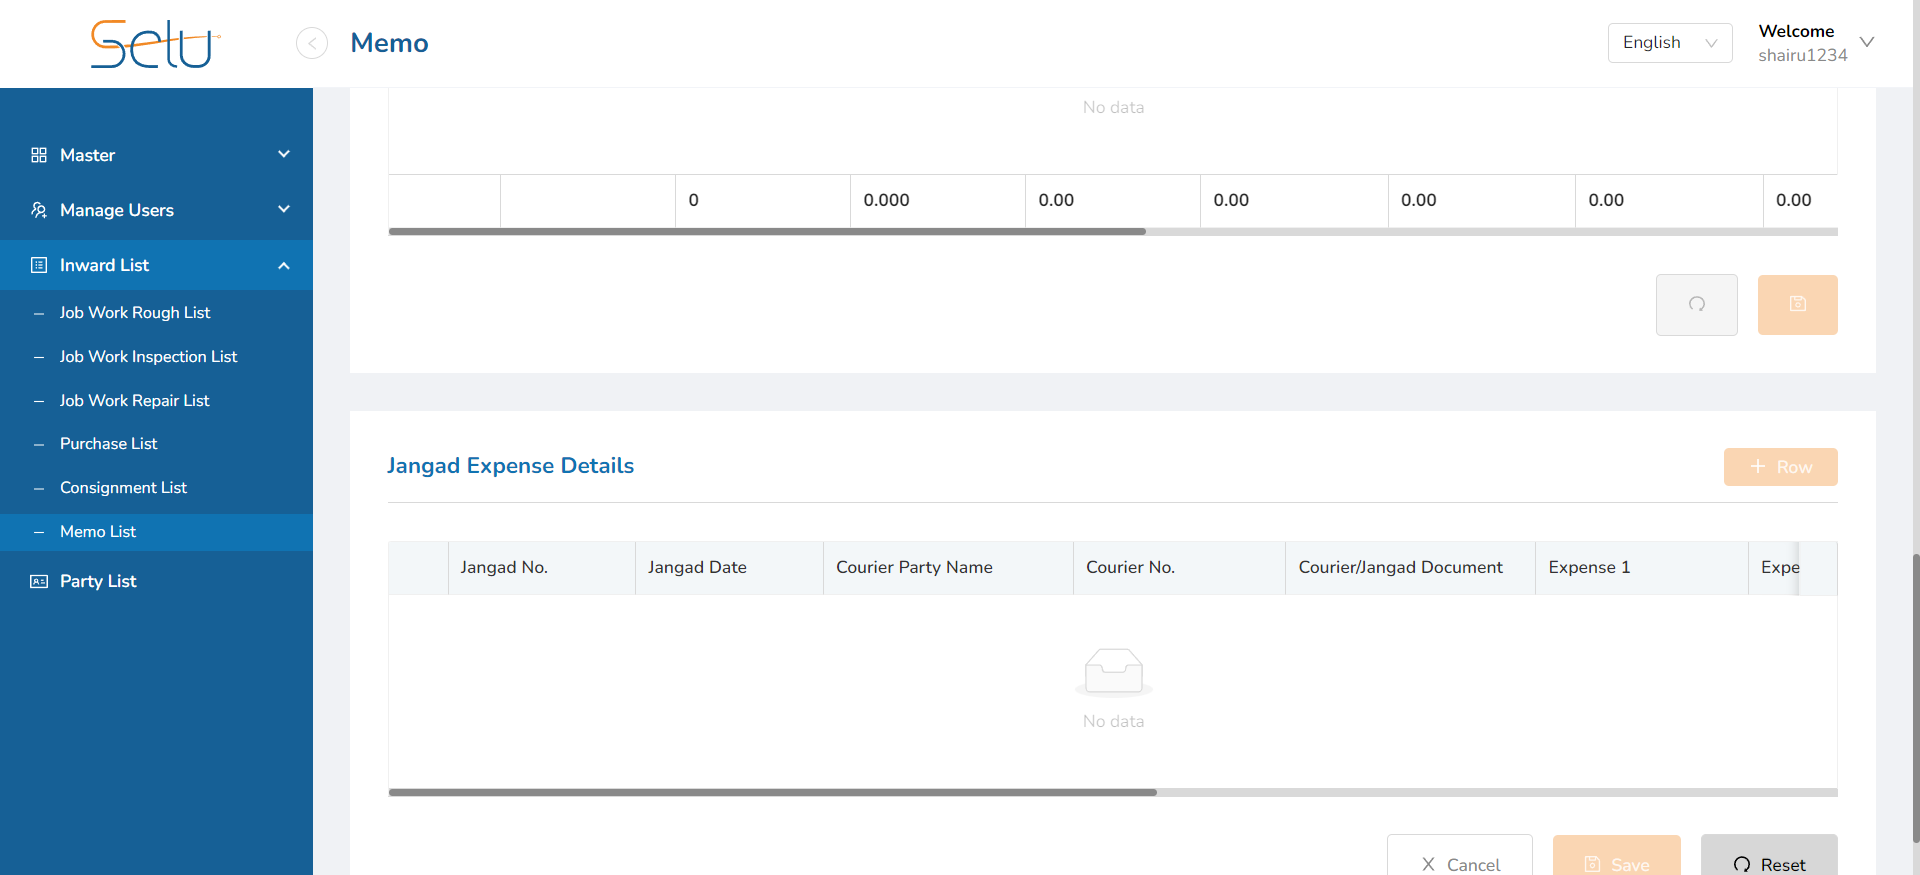 Setu
Memo
English
Welcome
shairu1234
Master
Manage Users
Inward List
Job Work Rough List
Job Work Inspection List
Job Work Repair List
Purchase List
Consignment List
Memo List
Party List
No data
0 0.000 0.00 0.00 0.00 0.00 0.00
Jangad Expense Details
+ Row
Jangad No. Jangad Date Courier Party Name Courier No. Courier/Jangad Document Expense 1 Expe
No data
X Cancel Save Reset